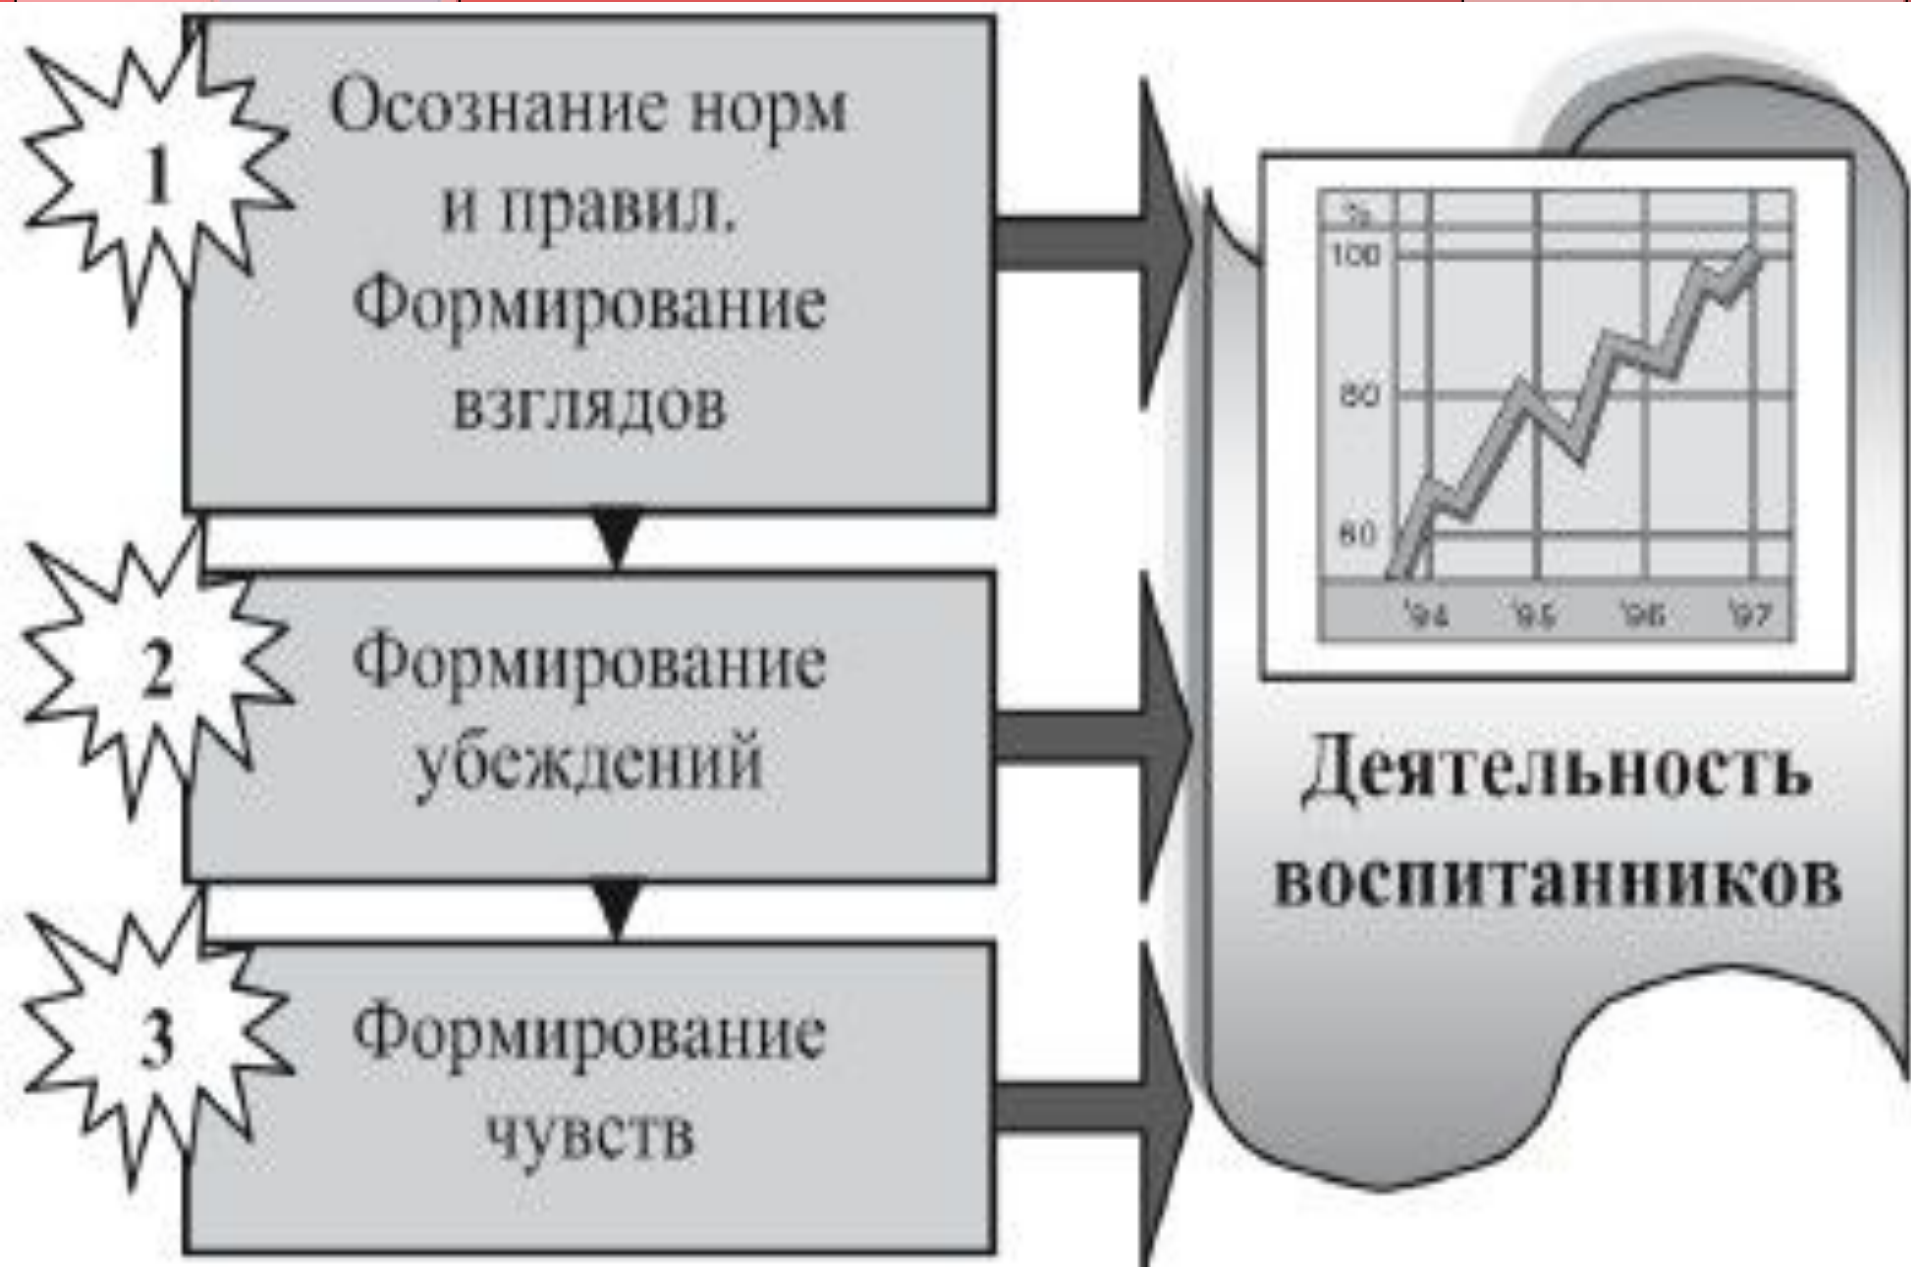 1
Осознание норм
и правил.
Формирование
взглядов
2
Формирование
убеждений
3
Формирование
чувств
%
100
80
60
'94 '95 '96 '97
Деятельность
воспитанников